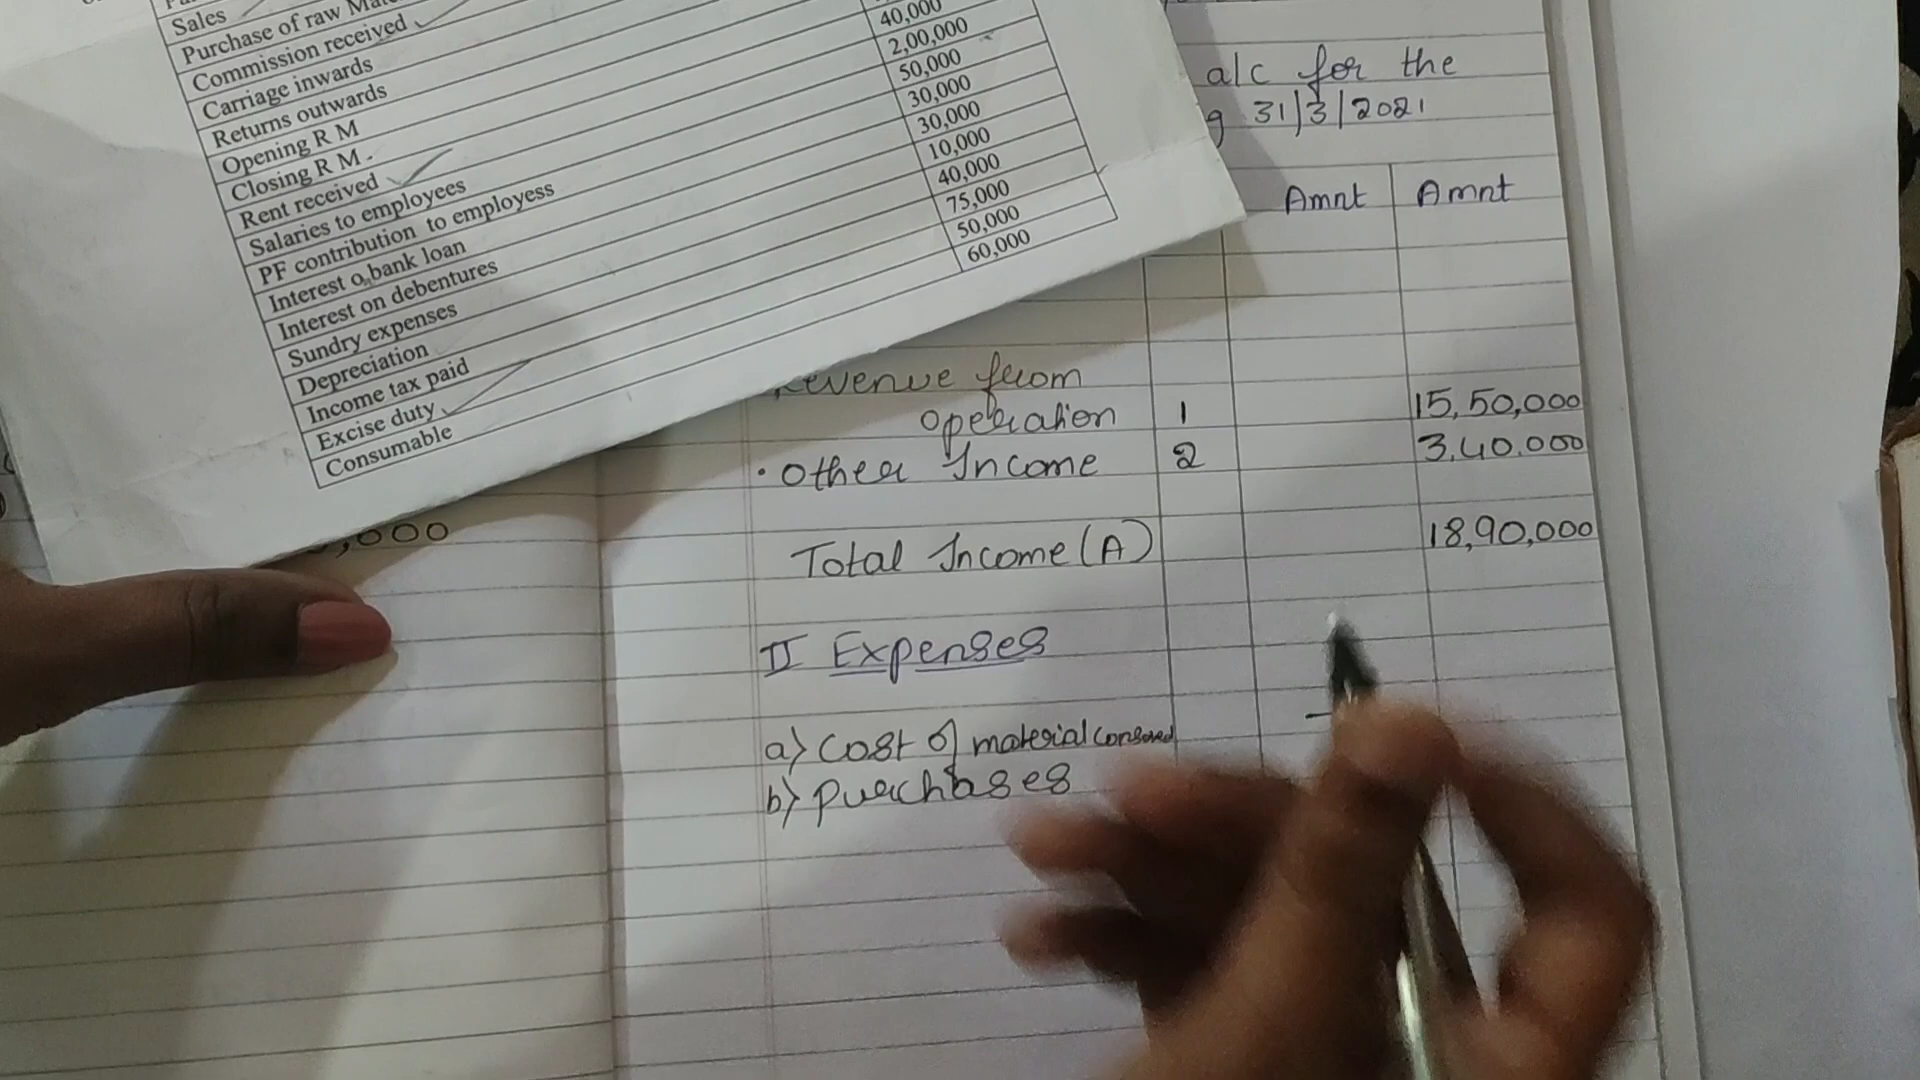 Sales
Purchase of raw
Commission received
Carriage inwards
Returns outwards
Opening R M
Closing R M
Rent received
Salaries to employees
PF contribution to employess
Interest on bank loan
Interest on debentures
Sundry expenses
Depreciation
Income tax paid
Excise duty
Consumable
40,000
2,00,000
50,000
30,000
30,000
10,000
40,000
75,000
50,000
60,000
a/c for the
g 31/3/2021
Amnt Amnt
Revenue from
Operation 1 15,50,000
• Other Income 2 3,40,000
Total Income (A) 18,90,000
,000
II Expenses
a) Cost of material consumed
b) Purchases